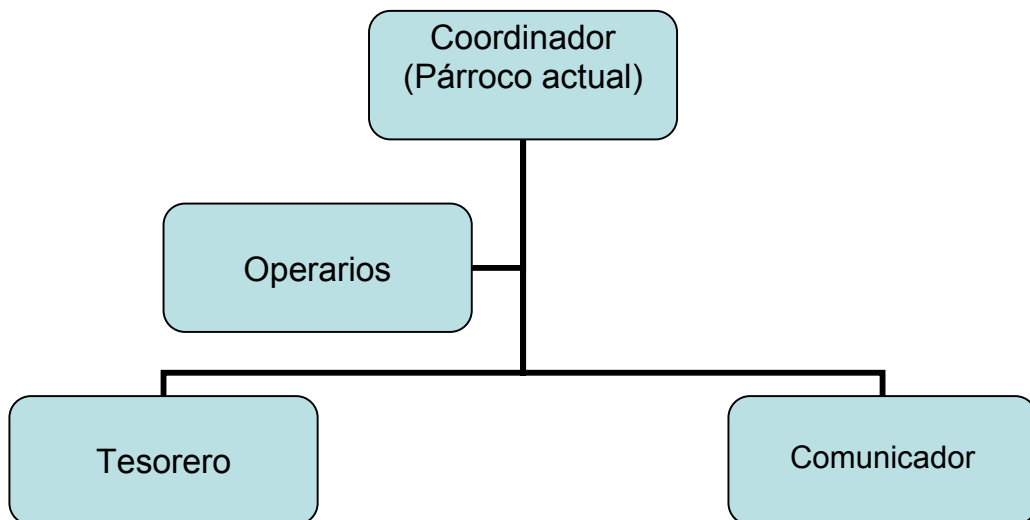 Coordinador
(Párroco actual)
Operarios
Tesorero
Comunicador